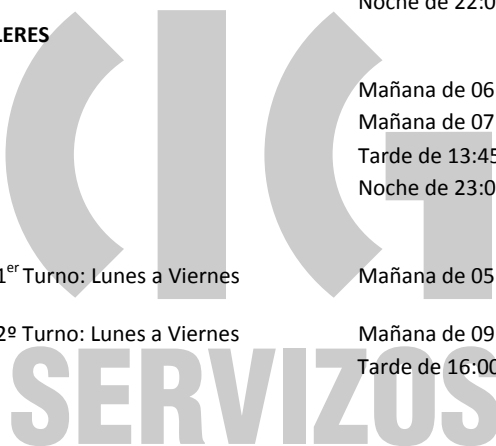 Noche de 22:0
LERES
Mañana de 06
Mañana de 07
Tarde de 13:45
Noche de 23:0
1er Turno: Lunes a Viernes Mañana de 05
2º Turno: Lunes a Viernes Mañana de 09
Tarde de 16:00
CIG
SERVIZOS